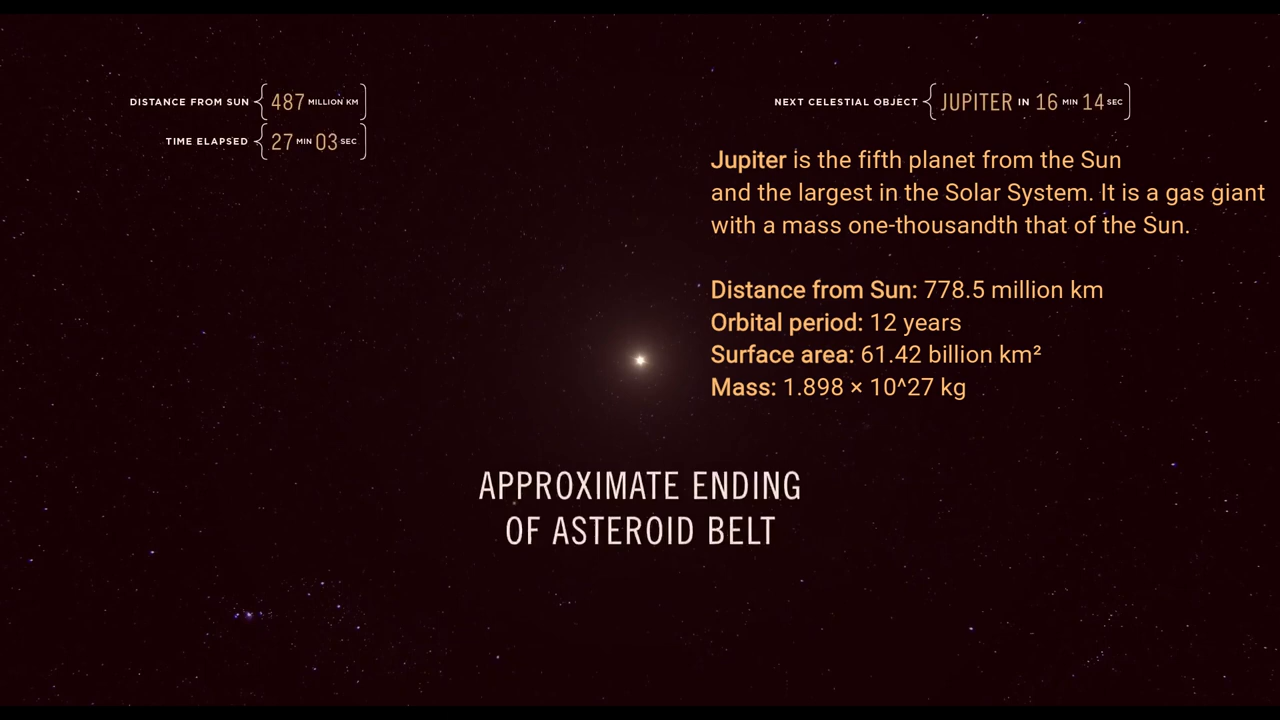 DISTANCE FROM SUN 487 MILLION KM
TIME ELAPSED 27 MIN 03 SEC
NEXT CELESTIAL OBJECT JUPITER IN 16 MIN 14 SEC
Jupiter is the fifth planet from the Sun
and the largest in the Solar System. It is a gas giant
with a mass one-thousandth that of the Sun.
Distance from Sun: 778.5 million km
Orbital period: 12 years
Surface area: 61.42 billion km²
Mass: 1.898 × 10^27 kg
APPROXIMATE ENDING
OF ASTEROID BELT